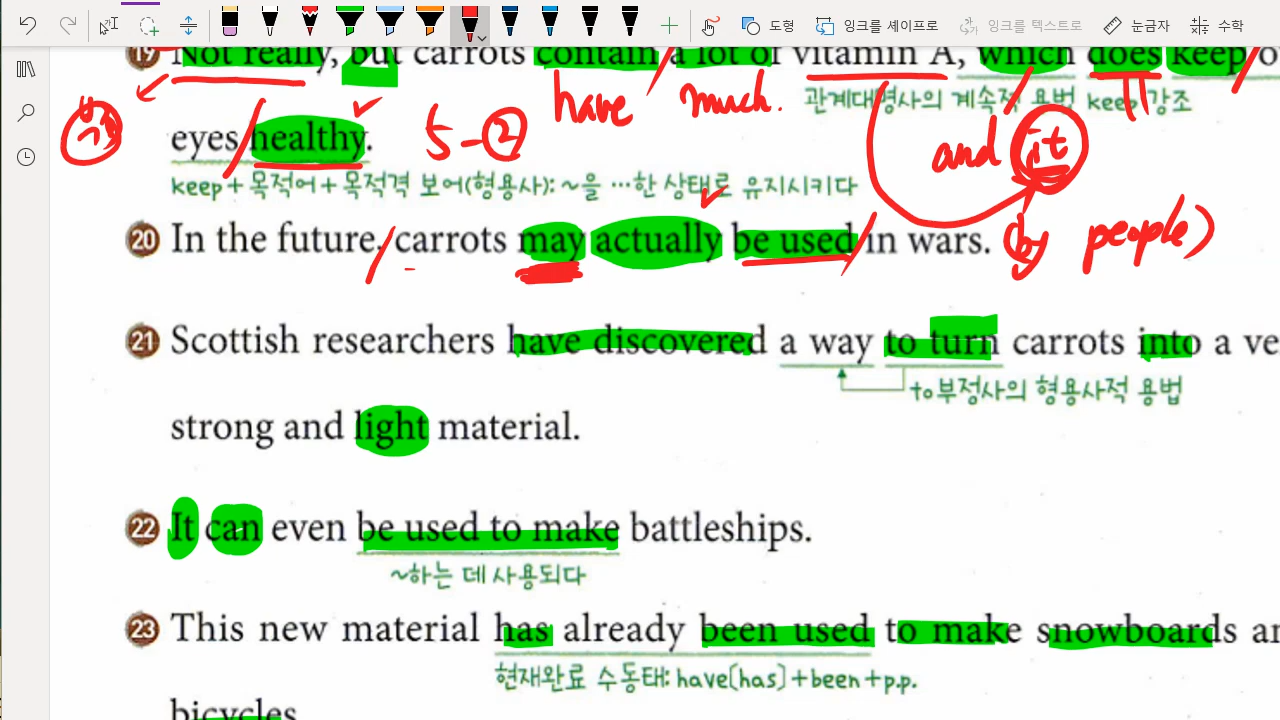 도형 잉크를 셰이프로 잉크를 텍스트로 눈금자 수학
19 Not really, but carrots contain a lot of vitamin A, which does keep o
have much. 관계대명사의 계속적 용법 keep 강조
eyes healthy. 5-② and it
keep + 목적어 + 목적격 보어(형용사): ~을 …한 상태로 유지시키다
20 In the future, carrots may actually be used in wars. (by people)
21 Scottish researchers have discovered a way to turn carrots into a ve
to부정사의 형용사적 용법
strong and light material.
22 It can even be used to make battleships.
~하는 데 사용되다
23 This new material has already been used to make snowboards an
현재완료 수동태: have[has]+been+p.p.
bicycles